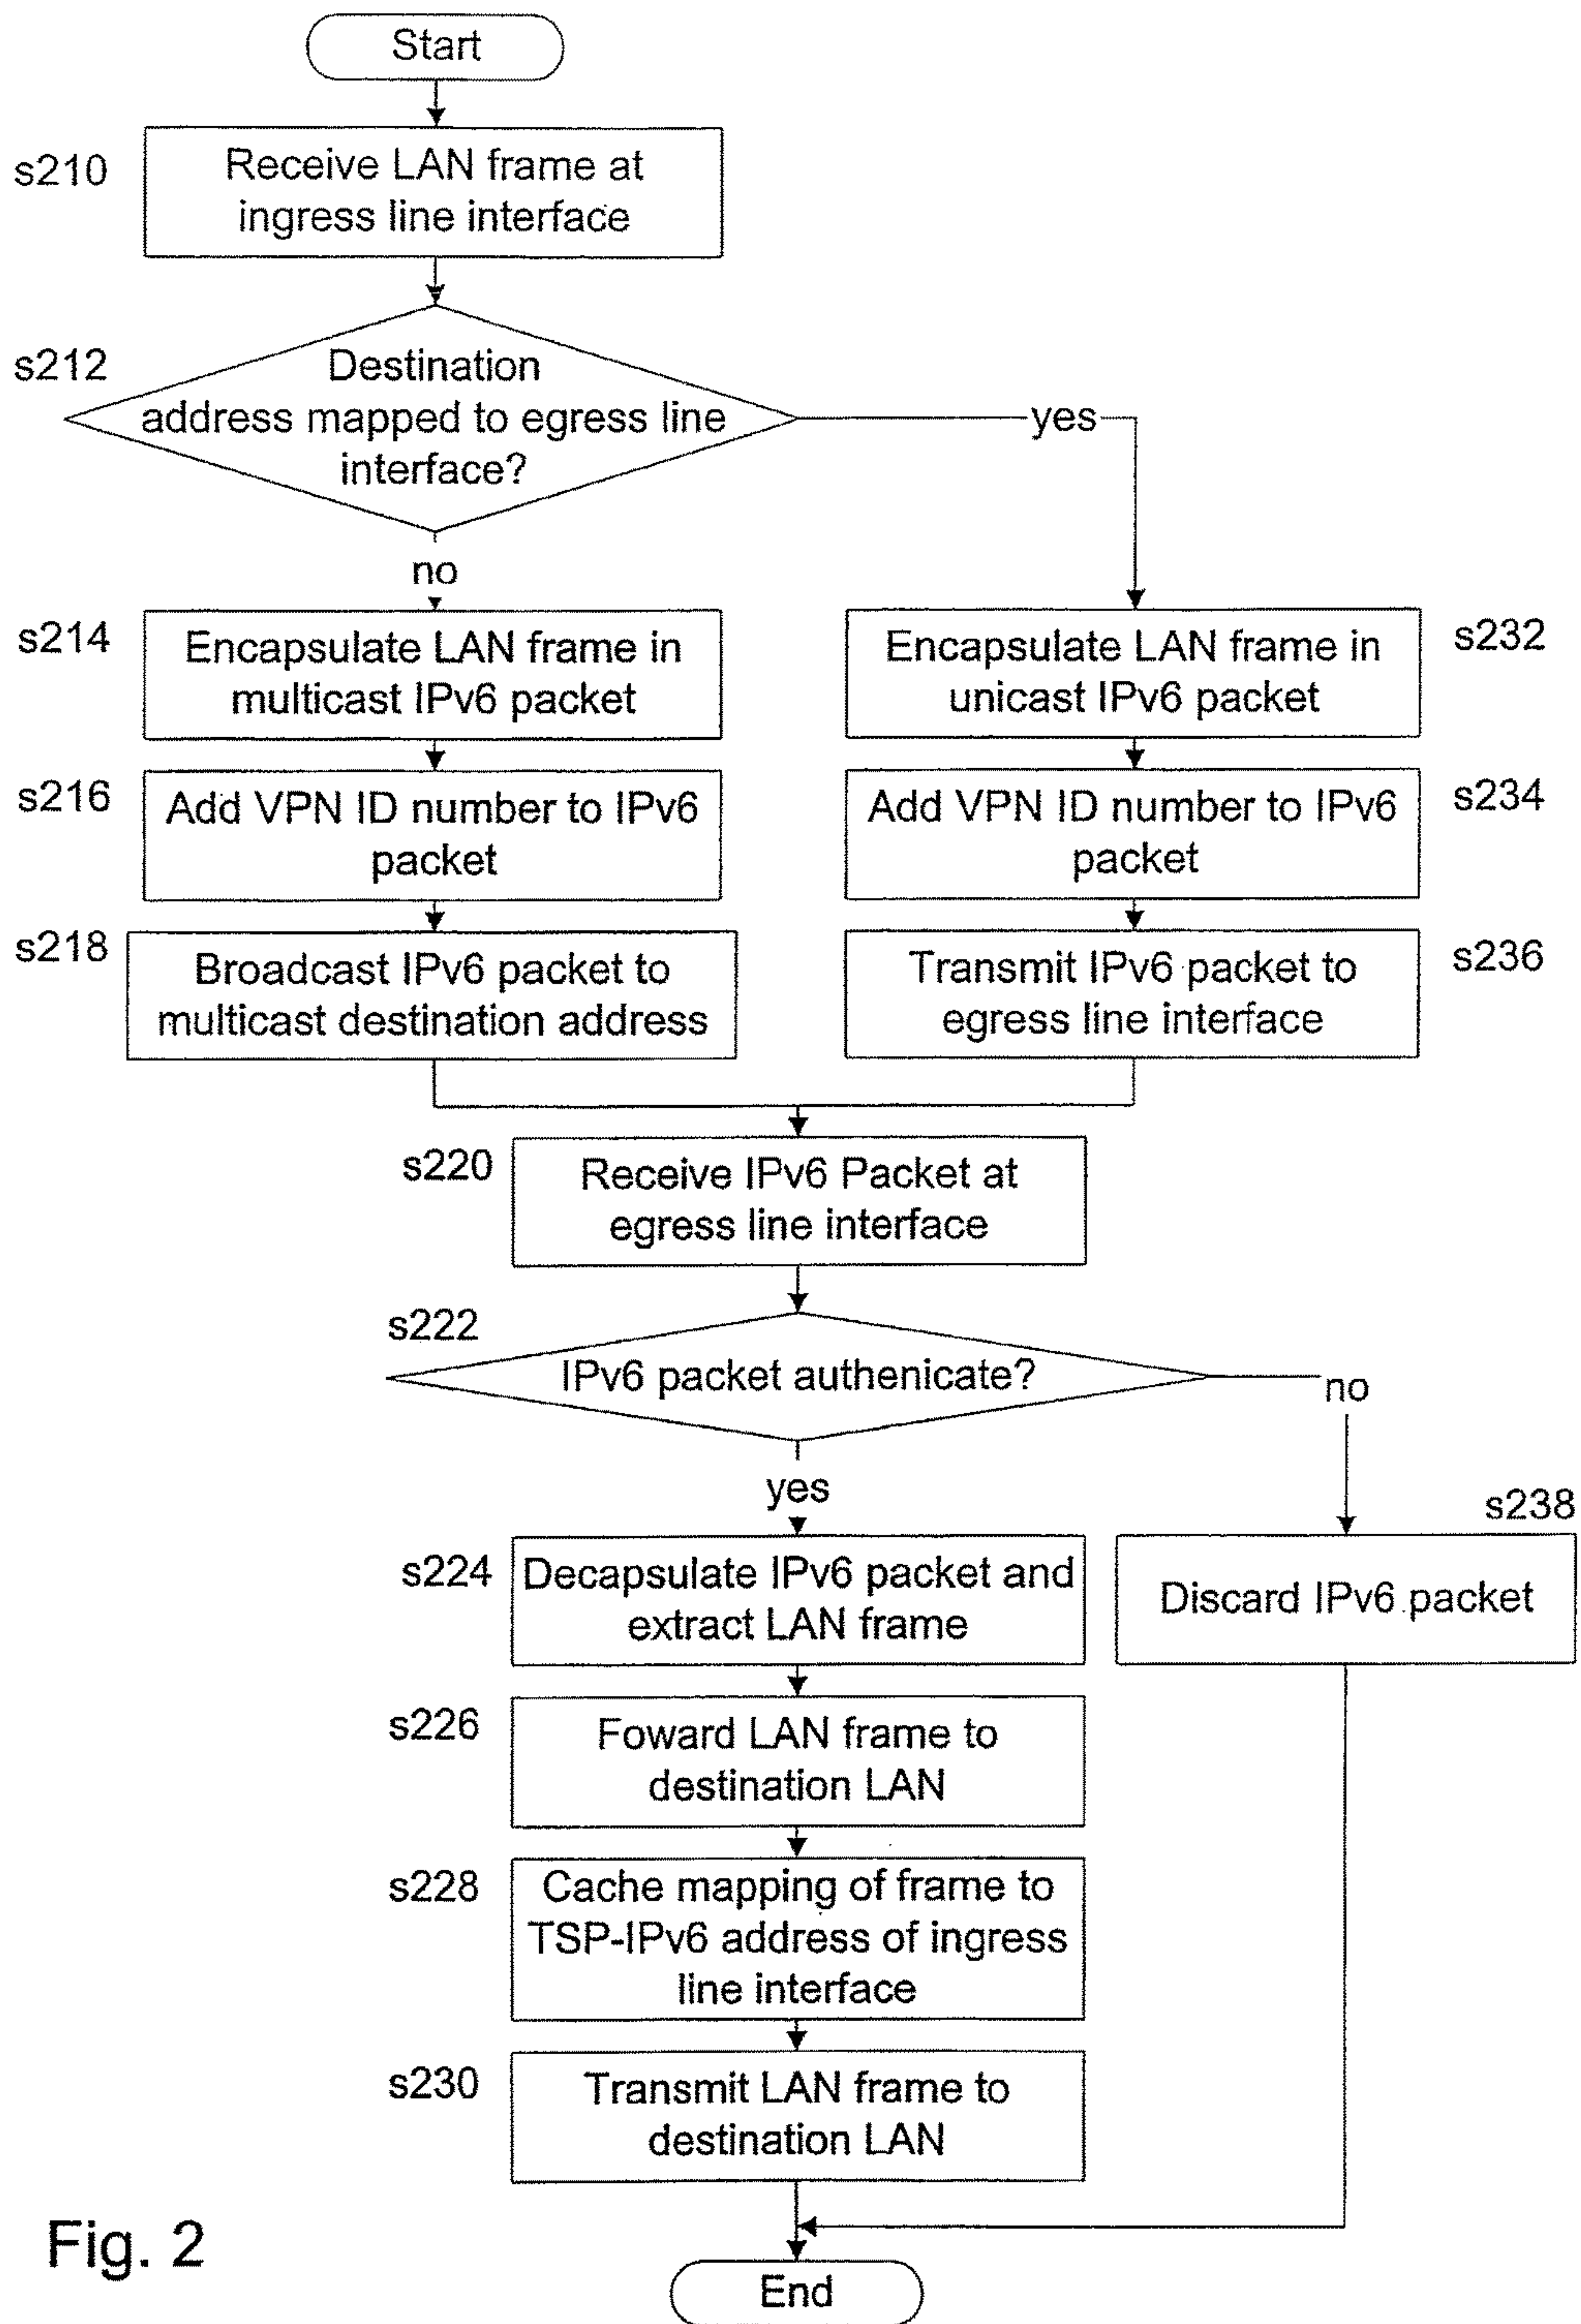 Start
s210
Receive LAN frame at
ingress line interface
s212
Destination
address mapped to egress line
interface?
yes
no
s214
Encapsulate LAN frame in
multicast IPv6 packet
s232
Encapsulate LAN frame in
unicast IPv6 packet
s216
Add VPN ID number to IPv6
packet
s234
Add VPN ID number to IPv6
packet
s218
Broadcast IPv6 packet to
multicast destination address
s236
Transmit IPv6 packet to
egress line interface
s220
Receive IPv6 Packet at
egress line interface
s222
IPv6 packet authenicate?
no
yes
s224
Decapsulate IPv6 packet and
extract LAN frame
s238
Discard IPv6 packet
s226
Foward LAN frame to
destination LAN
s228
Cache mapping of frame to
TSP-IPv6 address of ingress
line interface
s230
Transmit LAN frame to
destination LAN
Fig. 2
End